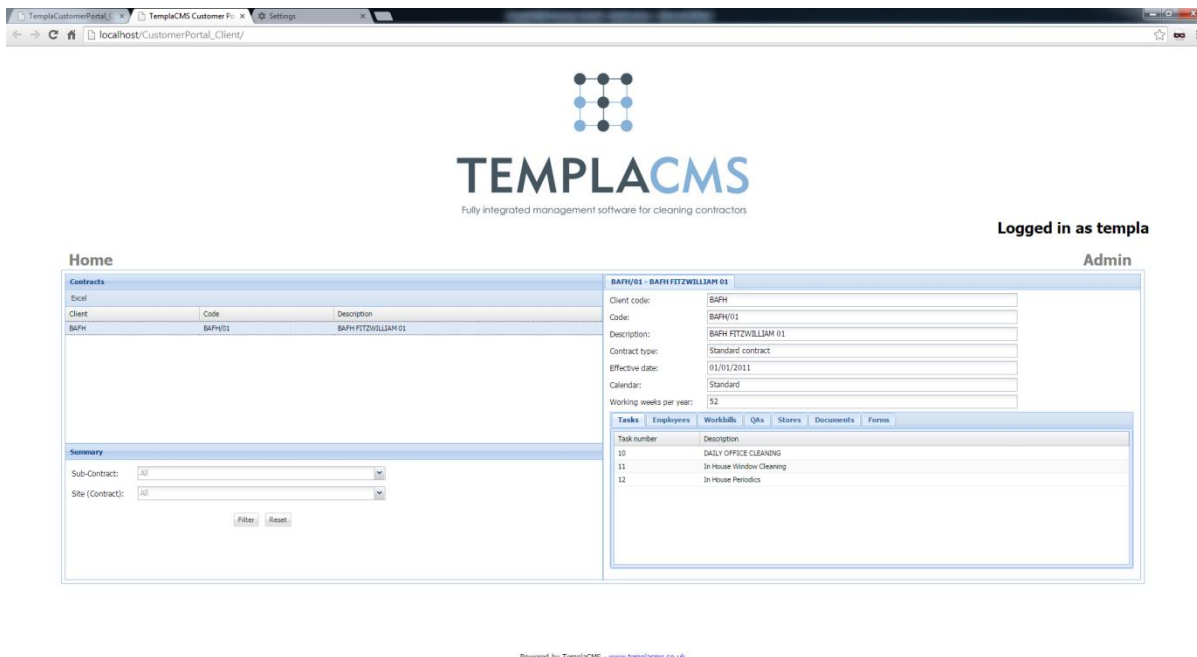 TemplaCustomerPortal_C
TemplaCMS Customer Po
Settings
localhost/CustomerPortal_Client/
TEMPLACMS
Fully integrated management software for cleaning contractors
Logged in as templa
Home
Admin
Contracts
Excel
Client Code Description
BAFH BAFH/01 BAFH FITZWILLIAM 01
Summary
Sub-Contract: All
Site (Contract): All
Filter Reset
BAFH/01 - BAFH FITZWILLIAM 01
Client code: BAFH
Code: BAFH/01
Description: BAFH FITZWILLIAM 01
Contract type: Standard contract
Effective date: 01/01/2011
Calendar: Standard
Working weeks per year: 52
Tasks Employees Workbills QAs Stores Documents Forms
Task number Description
10 DAILY OFFICE CLEANING
11 In House Window Cleaning
12 In House Periodics
Powered by TemplaCMS - www.templacms.co.uk